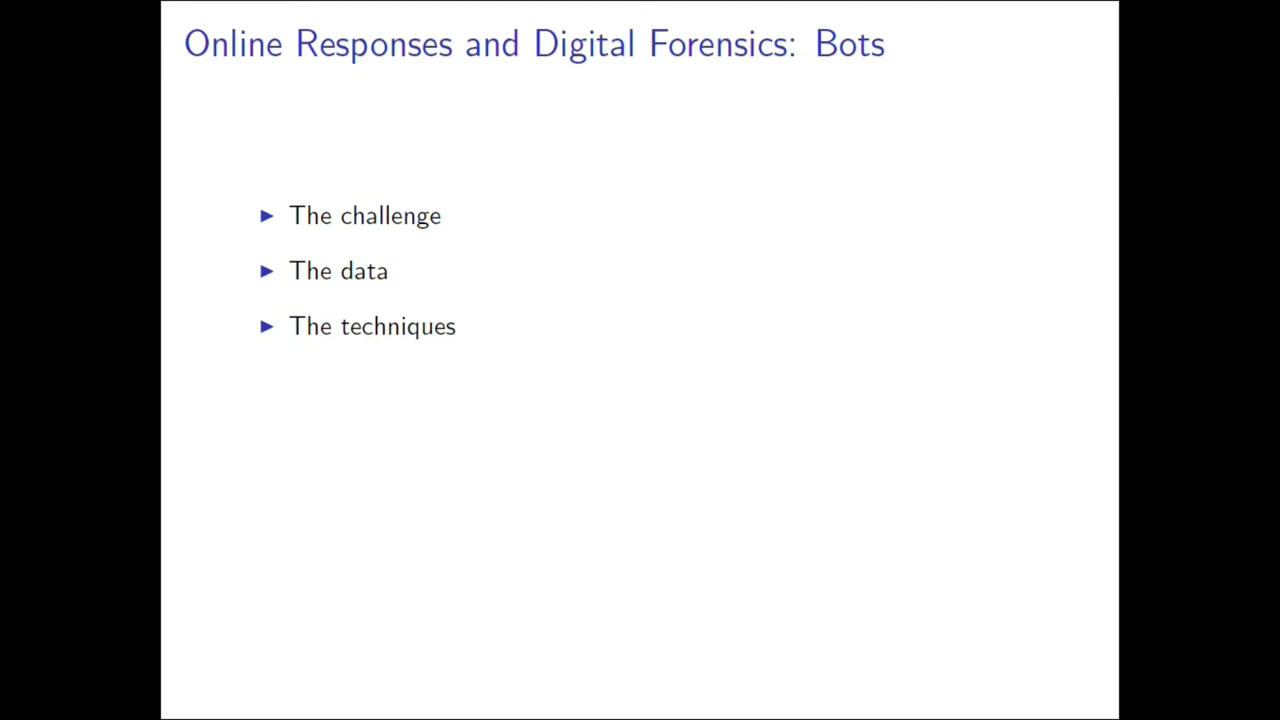 Online Responses and Digital Forensics: Bots
The challenge
The data
The techniques